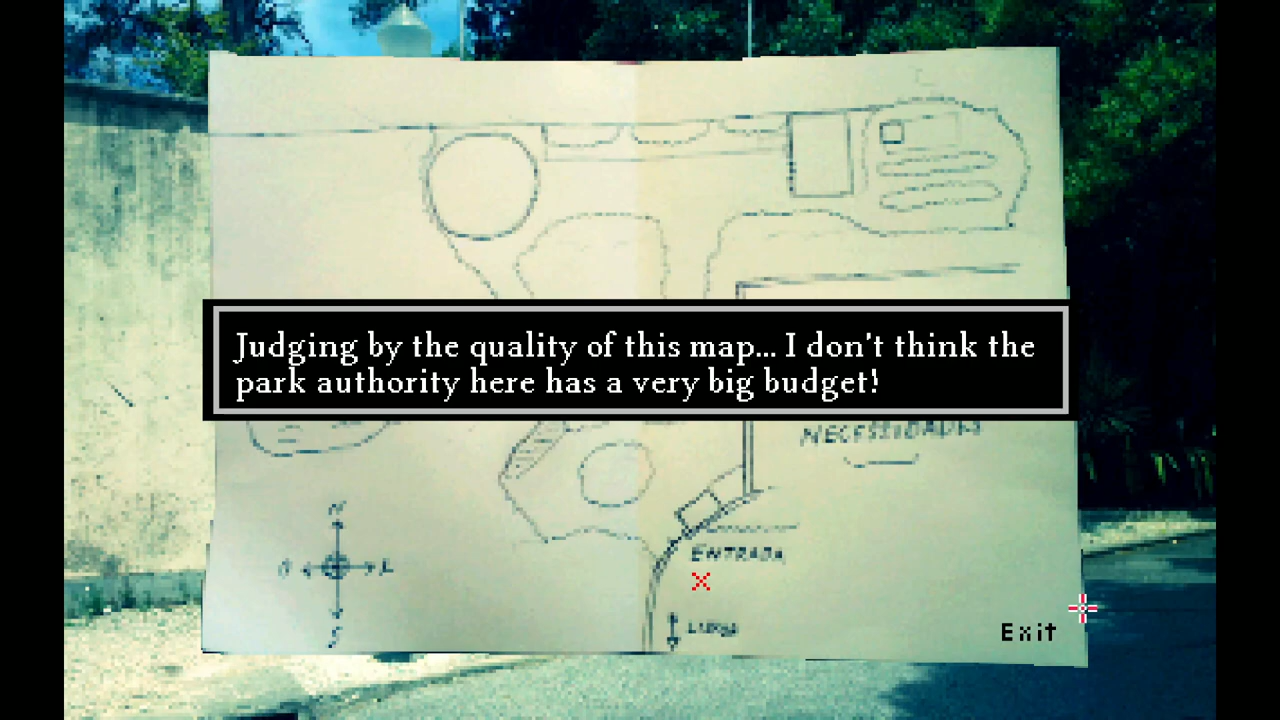 Judging by the quality of this map... I don't think the
park authority here has a very big budget!
NECESSIDADES
N
O
S
ENTRADA
Exit